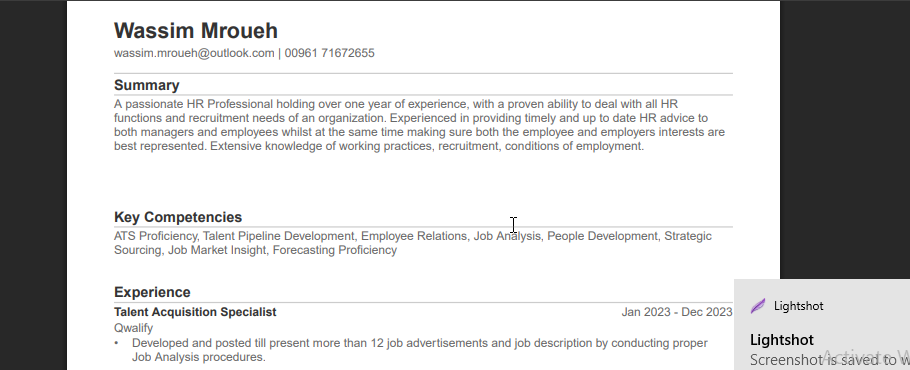 Wassim Mroueh
wassim.mroueh@outlook.com | 00961 71672655
Summary
A passionate HR Professional holding over one year of experience, with a proven ability to deal with all HR
functions and recruitment needs of an organization. Experienced in providing timely and up to date HR advice to
both managers and employees whilst at the same time making sure both the employee and employers interests are
best represented. Extensive knowledge of working practices, recruitment, conditions of employment.
Key Competencies
ATS Proficiency, Talent Pipeline Development, Employee Relations, Job Analysis, People Development, Strategic
Sourcing, Job Market Insight, Forecasting Proficiency
Experience
Talent Acquisition Specialist Jan 2023 - Dec 2023
Qwalify
• Developed and posted till present more than 12 job advertisements and job description by conducting proper
Job Analysis procedures.
Lightshot
Lightshot
Screenshot is saved to
Activate